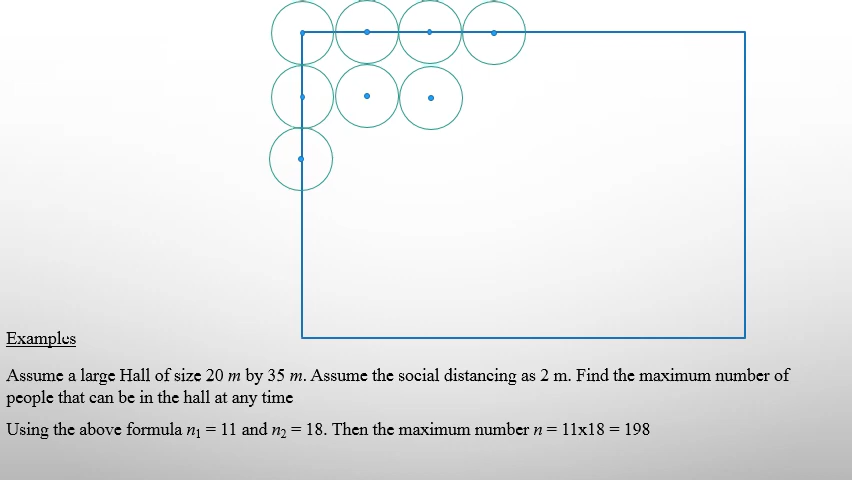 Examples
Assume a large Hall of size 20 m by 35 m. Assume the social distancing as 2 m. Find the maximum number of
people that can be in the hall at any time
Using the above formula n₁ = 11 and n₂ = 18. Then the maximum number n = 11x18 = 198